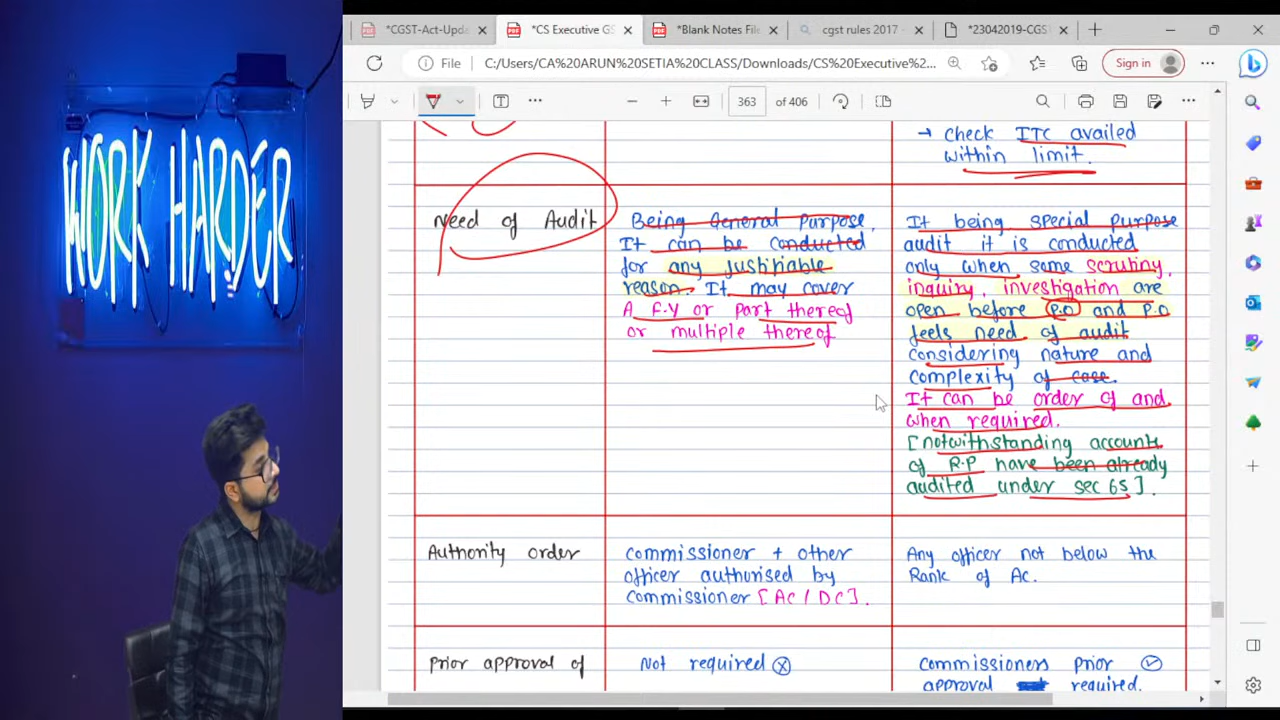 WORK HARDER
*CGST-Act-Upda
*CS Executive GS
*Blank Notes File
cgst rules 2017 -
*23042019-CGS
File
C:/Users/CA%20ARUN%20SETIA%20CLASS/Downloads/CS%20Executive%2...
Sign in
363 of 406
→ check ITC availed
within limit.
Need of Audit
Being General Purpose,
It can be conducted
for any justifiable
reason. It may cover
A F.Y or part thereof
or multiple thereof
It being special purpose
audit it is conducted
only when some scrutiny,
inquiry, investigation are
open before P.O and P.O
feels need of audit
considering nature and
complexity of case.
It can be order of and
when required.
[notwithstanding accounts
of R.P have been already
audited under sec 65].
Authority order
commissioner + other
officer authorised by
commissioner [AC/DC].
Any officer not below the
Rank of Ac.
Prior approval of
Not required
commissioners prior
approval required.